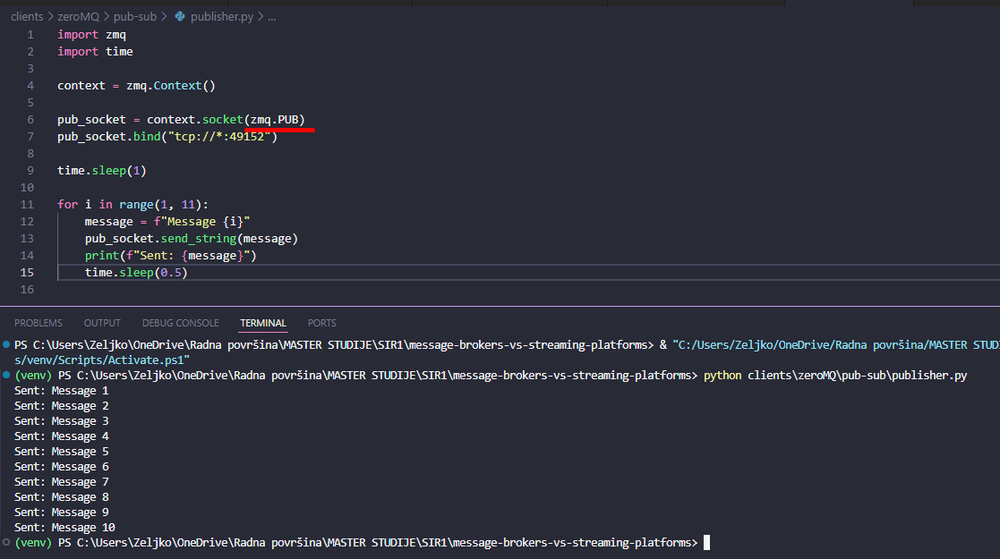 clients > zeroMQ > pub-sub > publisher.py > ...
1 import zmq
2 import time
3
4 context = zmq.Context()
5
6 pub_socket = context.socket(zmq.PUB)
7 pub_socket.bind("tcp://*:49152")
8
9 time.sleep(1)
10
11 for i in range(1, 11):
12     message = f"Message {i}"
13     pub_socket.send_string(message)
14     print(f"Sent: {message}")
15     time.sleep(0.5)
16
PROBLEMS OUTPUT DEBUG CONSOLE TERMINAL PORTS
PS C:\Users\Zeljko\OneDrive\Radna površina\MASTER STUDIJE\SIR1\message-brokers-vs-streaming-platforms> & "C:/Users/Zeljko/OneDrive/Radna površina/MASTER STUD
s/venv/Scripts/Activate.ps1"
(venv) PS C:\Users\Zeljko\OneDrive\Radna površina\MASTER STUDIJE\SIR1\message-brokers-vs-streaming-platforms> python clients\zeroMQ\pub-sub\publisher.py
Sent: Message 1
Sent: Message 2
Sent: Message 3
Sent: Message 4
Sent: Message 5
Sent: Message 6
Sent: Message 7
Sent: Message 8
Sent: Message 9
Sent: Message 10
(venv) PS C:\Users\Zeljko\OneDrive\Radna površina\MASTER STUDIJE\SIR1\message-brokers-vs-streaming-platforms>